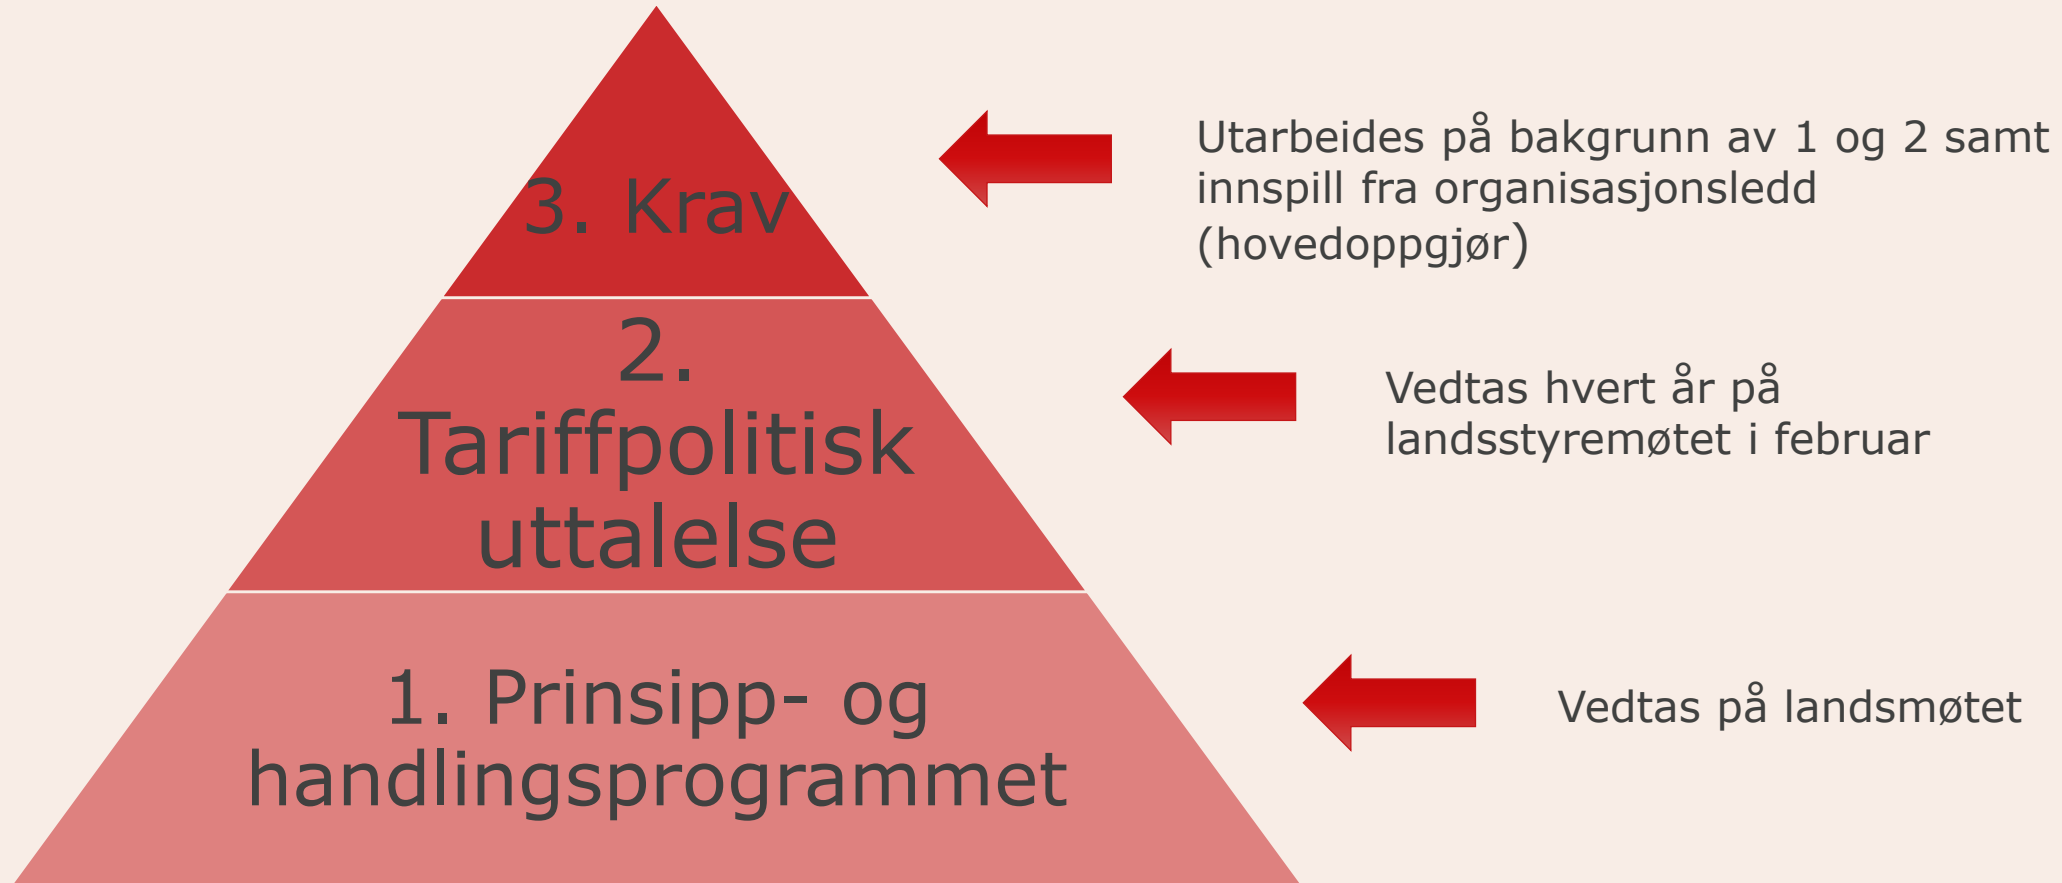 3. Krav
Utarbeides på bakgrunn av 1 og 2 samt
innspill fra organisasjonsledd
(hovedoppgjør)
2.
Tariffpolitisk
uttalelse
Vedtas hvert år på
landsstyremøtet i februar
1. Prinsipp- og
handlingsprogrammet
Vedtas på landsmøtet